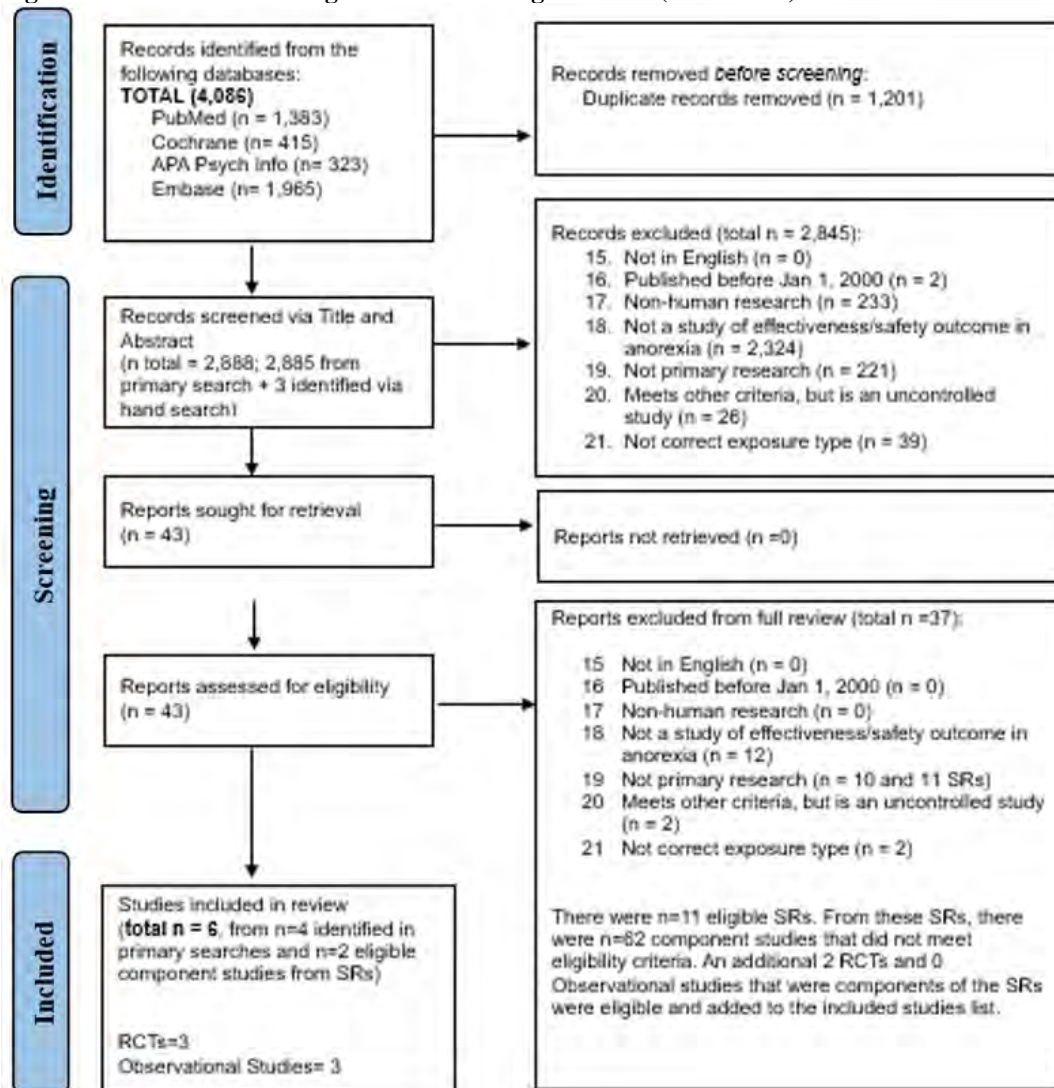 Identification
Records identified from the
following databases:
TOTAL (4,086)
PubMed (n = 1,383)
Cochrane (n= 415)
APA Psych Info (n= 323)
Embase (n= 1,965)
Records removed before screening:
Duplicate records removed (n = 1,201)
Screening
Records screened via Title and
Abstract
(n total = 2,888; 2,885 from
primary search + 3 identified via
hand search)
Records excluded (total n = 2,845):
15. Not in English (n = 0)
16. Published before Jan 1, 2000 (n = 2)
17. Non-human research (n = 233)
18. Not a study of effectiveness/safety outcome in
anorexia (n = 2,324)
19. Not primary research (n = 221)
20. Meets other criteria, but is an uncontrolled
study (n = 26)
21. Not correct exposure type (n = 39)
Reports sought for retrieval
(n = 43)
Reports not retrieved (n =0)
Reports assessed for eligibility
(n = 43)
Reports excluded from full review (total n =37):
15 Not in English (n = 0)
16 Published before Jan 1, 2000 (n = 0)
17 Non-human research (n = 0)
18 Not a study of effectiveness/safety outcome in
anorexia (n = 12)
19 Not primary research (n = 10 and 11 SRs)
20 Meets other criteria, but is an uncontrolled study
(n = 2)
21 Not correct exposure type (n = 2)
There were n=11 eligible SRs. From these SRs, there
were n=62 component studies that did not meet
eligibility criteria. An additional 2 RCTs and 0
Observational studies that were components of the SRs
were eligible and added to the included studies list.
Included
Studies included in review
(total n = 6, from n=4 identified in
primary searches and n=2 eligible
component studies from SRs)
RCTs=3
Observational Studies= 3